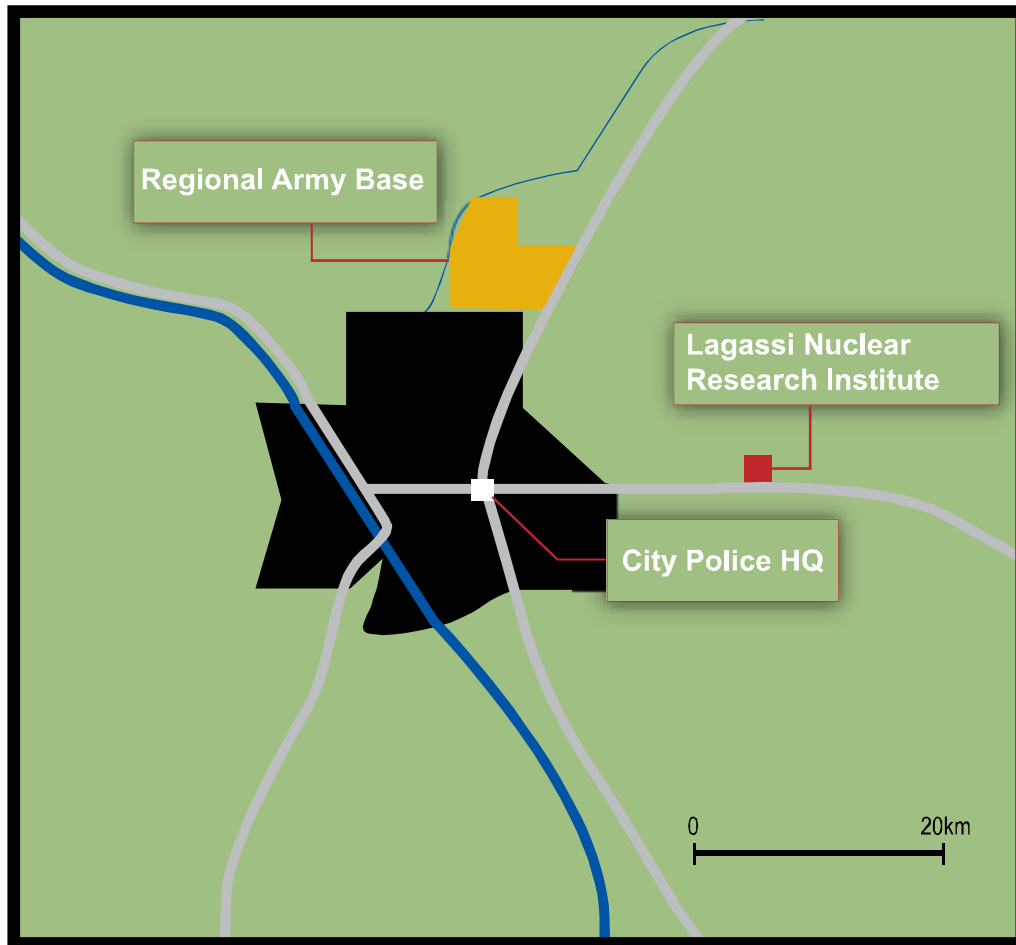 Regional Army Base
Lagassi Nuclear
Research Institute
City Police HQ
0
20km